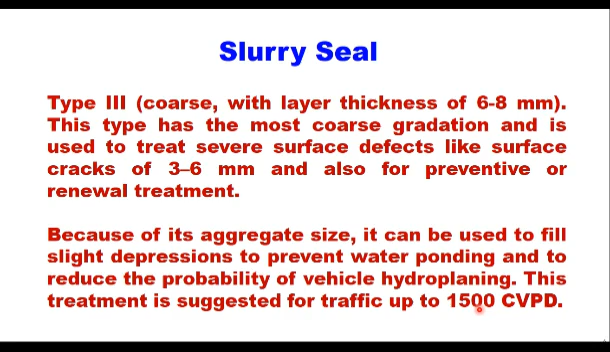 Slurry Seal
Type III (coarse, with layer thickness of 6-8 mm).
This type has the most coarse gradation and is
used to treat severe surface defects like surface
cracks of 3–6 mm and also for preventive or
renewal treatment.
Because of its aggregate size, it can be used to fill
slight depressions to prevent water ponding and to
reduce the probability of vehicle hydroplaning. This
treatment is suggested for traffic up to 1500 CVPD.